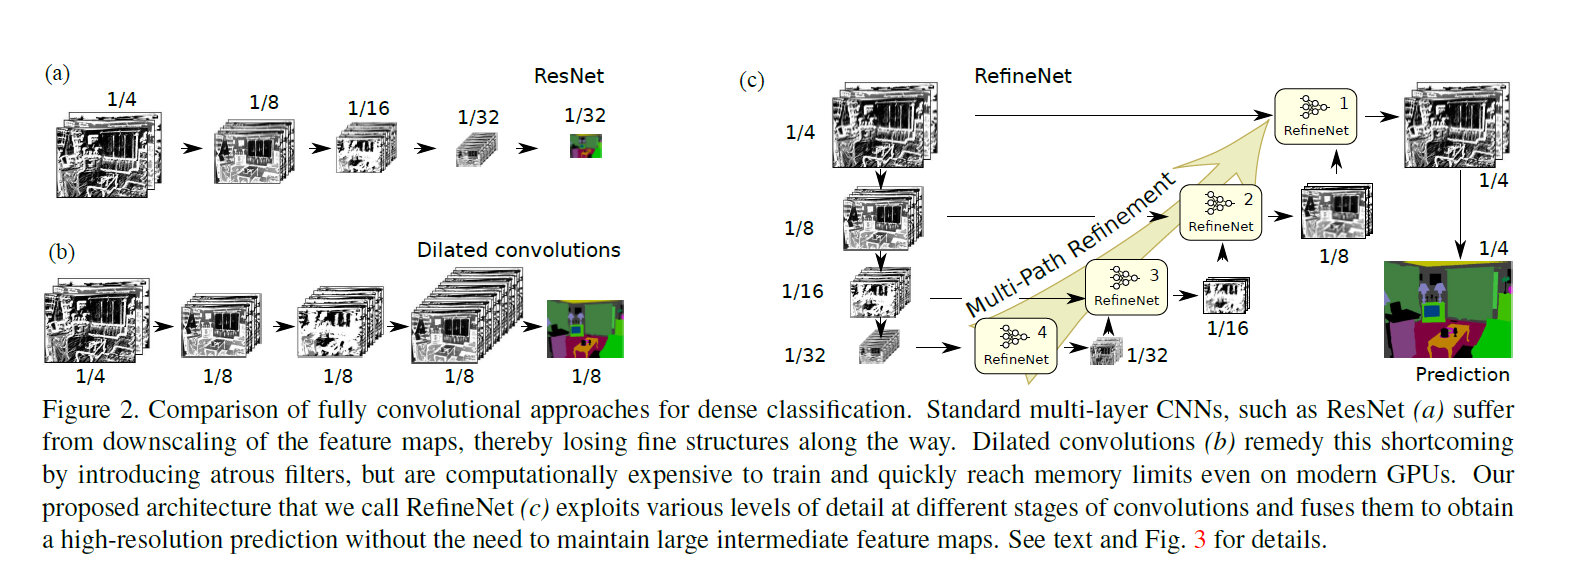 (a)
ResNet
1/4
1/8
1/16
1/32
1/32
(b)
Dilated convolutions
1/4
1/8
1/8
1/8
1/8
(c)
RefineNet
1/4
1/8
1/16
1/32
Multi-Path Refinement
4
RefineNet
1/32
3
RefineNet
1/16
2
RefineNet
1/8
1
RefineNet
1/4
1/4
Prediction
Figure 2. Comparison of fully convolutional approaches for dense classification. Standard multi-layer CNNs, such as ResNet (a) suffer
from downscaling of the feature maps, thereby losing fine structures along the way. Dilated convolutions (b) remedy this shortcoming
by introducing atrous filters, but are computationally expensive to train and quickly reach memory limits even on modern GPUs. Our
proposed architecture that we call RefineNet (c) exploits various levels of detail at different stages of convolutions and fuses them to obtain
a high-resolution prediction without the need to maintain large intermediate feature maps. See text and Fig. 3 for details.